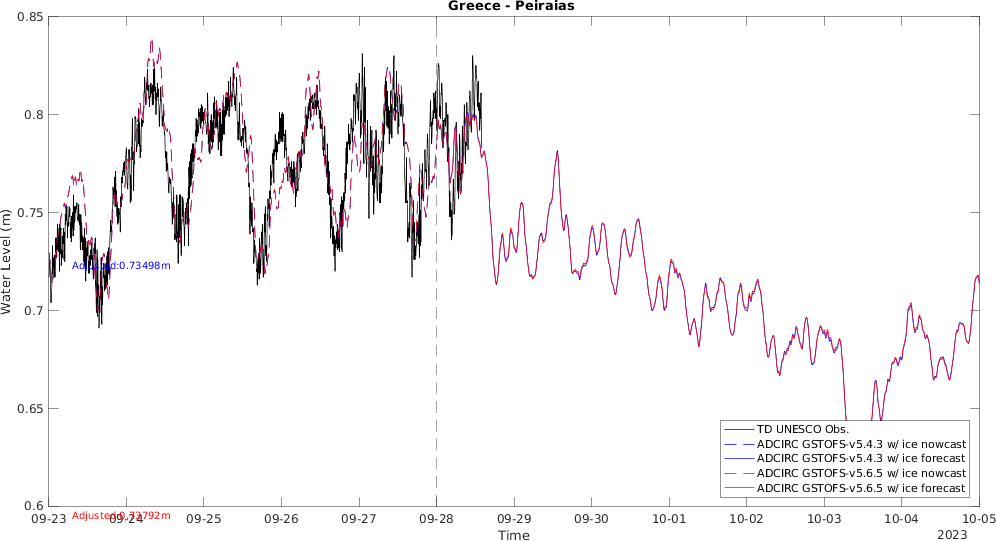 Greece - Peiraias
0.85
0.8
0.75
0.7
0.65
0.6
Water Level (m)
Adjusted:0.73498m
Adjusted:0.73792m
TD UNESCO Obs.
ADCIRC GSTOFS-v5.4.3 w/ ice nowcast
ADCIRC GSTOFS-v5.4.3 w/ ice forecast
ADCIRC GSTOFS-v5.6.5 w/ ice nowcast
ADCIRC GSTOFS-v5.6.5 w/ ice forecast
09-23 09-24 09-25 09-26 09-27 09-28 09-29 09-30 10-01 10-02 10-03 10-04 10-05
Time
2023